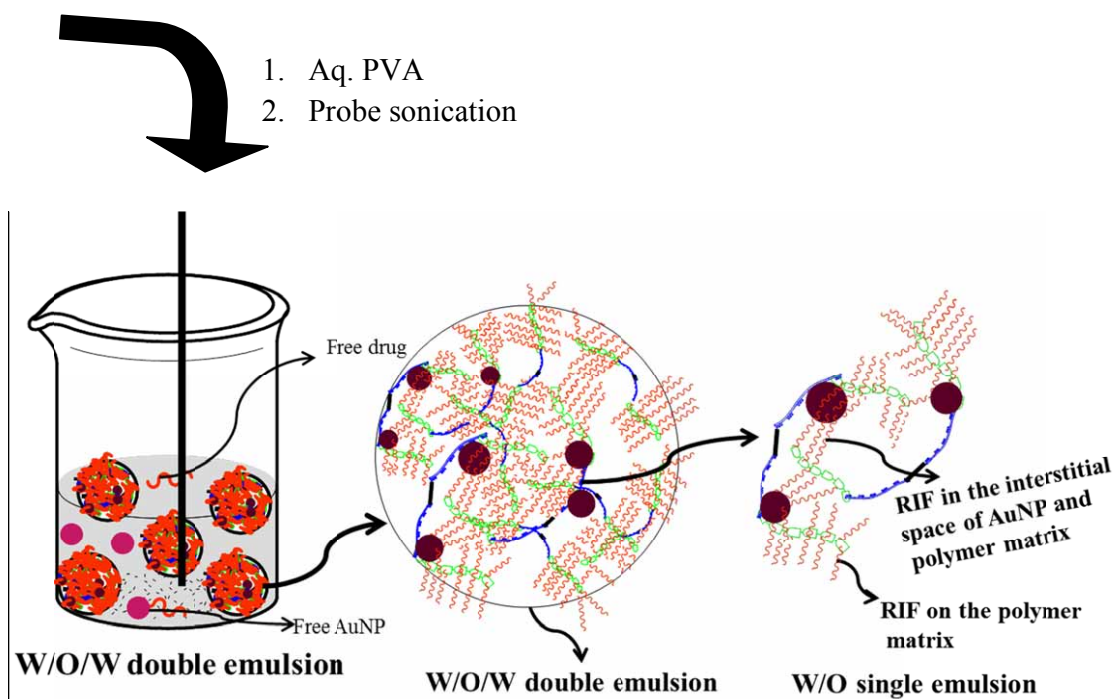 1. Aq. PVA
2. Probe sonication
Free drug
Free AuNP
W/O/W double emulsion
W/O/W double emulsion
RIF in the interstitial
space of AuNP and
polymer matrix
RIF on the polymer
matrix
W/O single emulsion